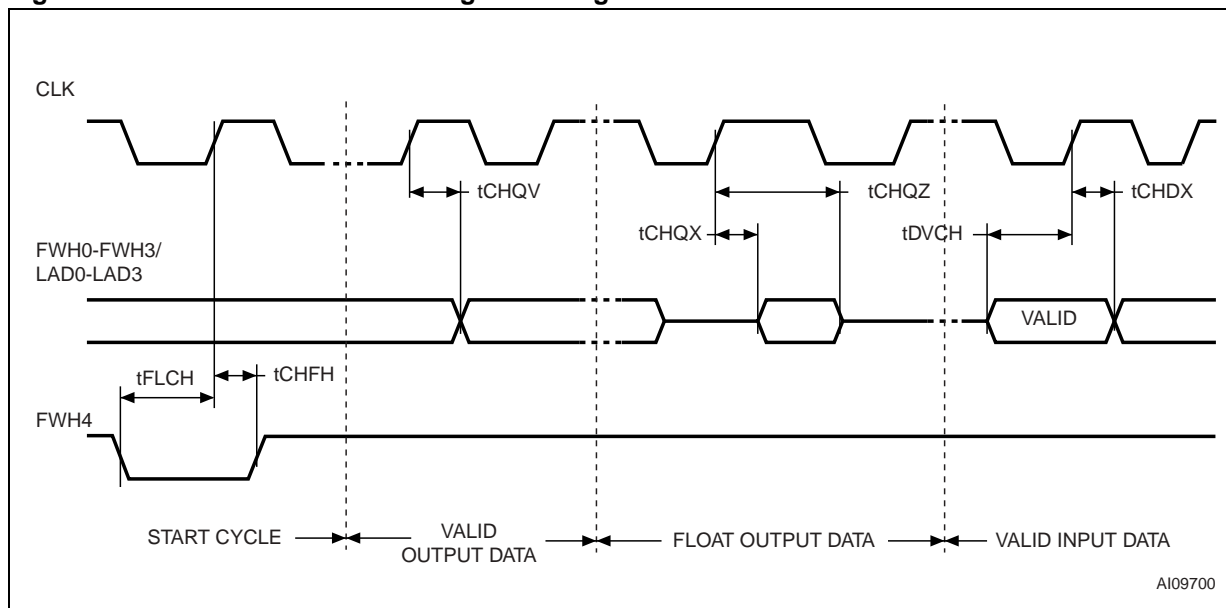 CLK
tCHQV
tCHQZ
tCHDX
tCHQX
tDVCH
FWH0-FWH3/
LAD0-LAD3
VALID
tFLCH
tCHFH
FWH4
START CYCLE
VALID
OUTPUT DATA
FLOAT OUTPUT DATA
VALID INPUT DATA
AI09700